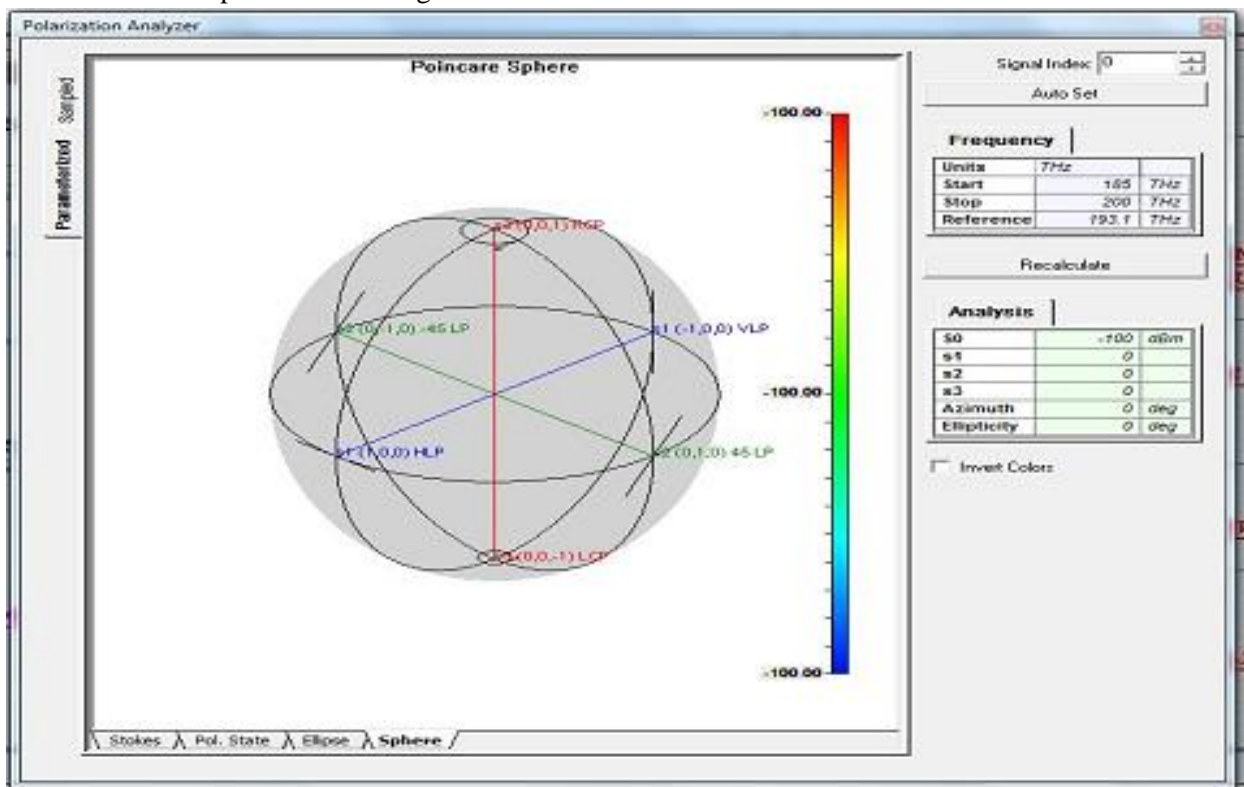 Polarization Analyzer
Sampled
Parameterized
Poincare Sphere
-100.00
-100.00
-100.00
(0,0,1) RCP
(0,-1,0) -45 LP
s1 (-1,0,0) VLP
s1 (1,0,0) HLP
s2 (0,1,0) 45 LP
(0,0,-1) LCP
Stokes Pol. State Ellipse Sphere
Signal Index: 0
Auto Set
Frequency
Units THz
Start 185 THz
Stop 200 THz
Reference 193.1 THz
Recalculate
Analysis
S0 -100 dBm
s1 0
s2 0
s3 0
Azimuth 0 deg
Ellipticity 0 deg
Invert Colors